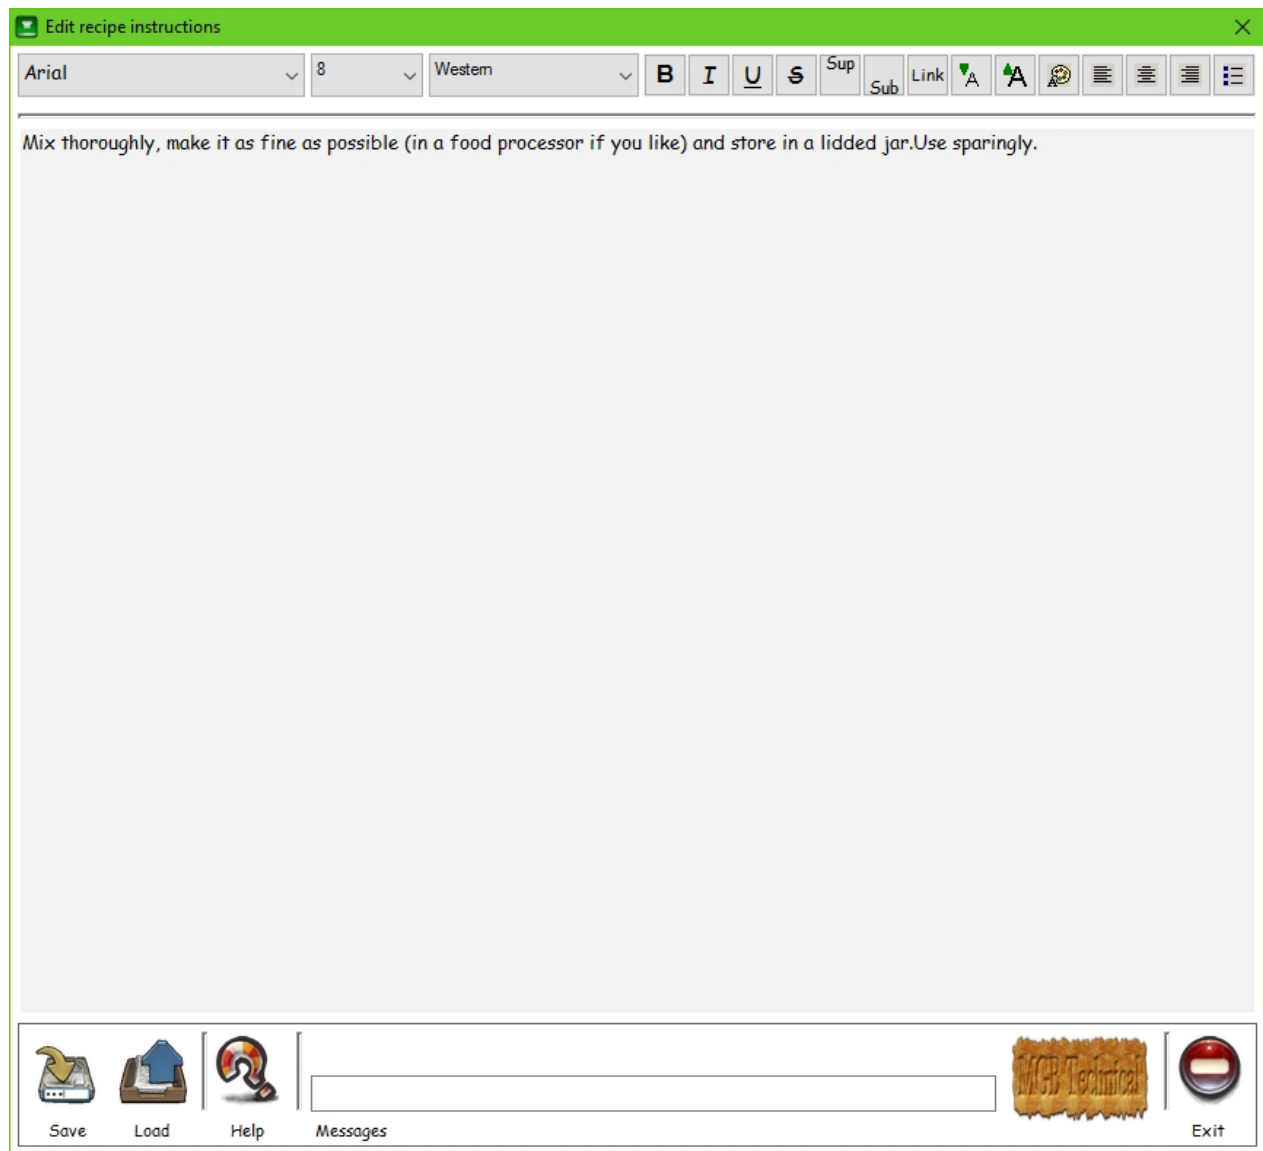 Edit recipe instructions
Arial 8 Western B I U S Sup Sub Link A A
Mix thoroughly, make it as fine as possible (in a food processor if you like) and store in a lidded jar.Use sparingly.
MGB Technical
Save Load Help Messages Exit